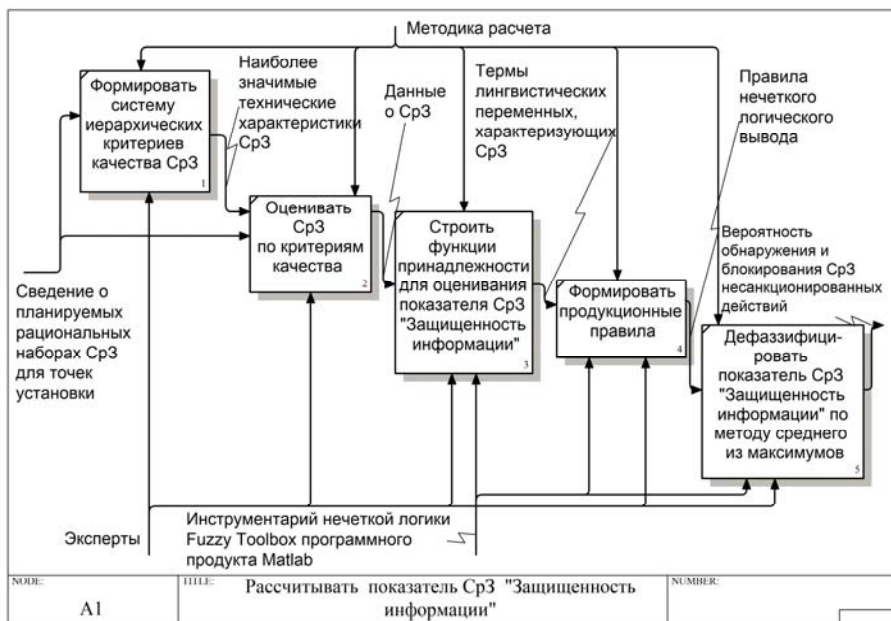 Методика расчета
Формировать
систему
иерархических
критериев
качества СрЗ
1
Наиболее
значимые
технические
характеристики
СрЗ
Данные
о СрЗ
Термы
лингвистических
переменных,
характеризующих
СрЗ
Правила
нечеткого
логического
вывода
Оценивать
СрЗ
по критериям
качества
2
Строить
функции
принадлежности
для оценивания
показателя СрЗ
"Защищенность
информации"
3
Формировать
продукционные
правила
4
Вероятность
обнаружения и
блокирования СрЗ
несанкционированных
действий
Дефаззифици-
ровать
показатель СрЗ
"Защищенность
информации" по
методу среднего
из максимумов
5
Сведение о
планируемых
рациональных
наборах СрЗ
для точек
установки
Эксперты
Инструментарий нечеткой логики
Fuzzy Toolbox программного
продукта Matlab
NODE:
A1
TITLE:
Рассчитывать показатель СрЗ "Защищенность
информации"
NUMBER: